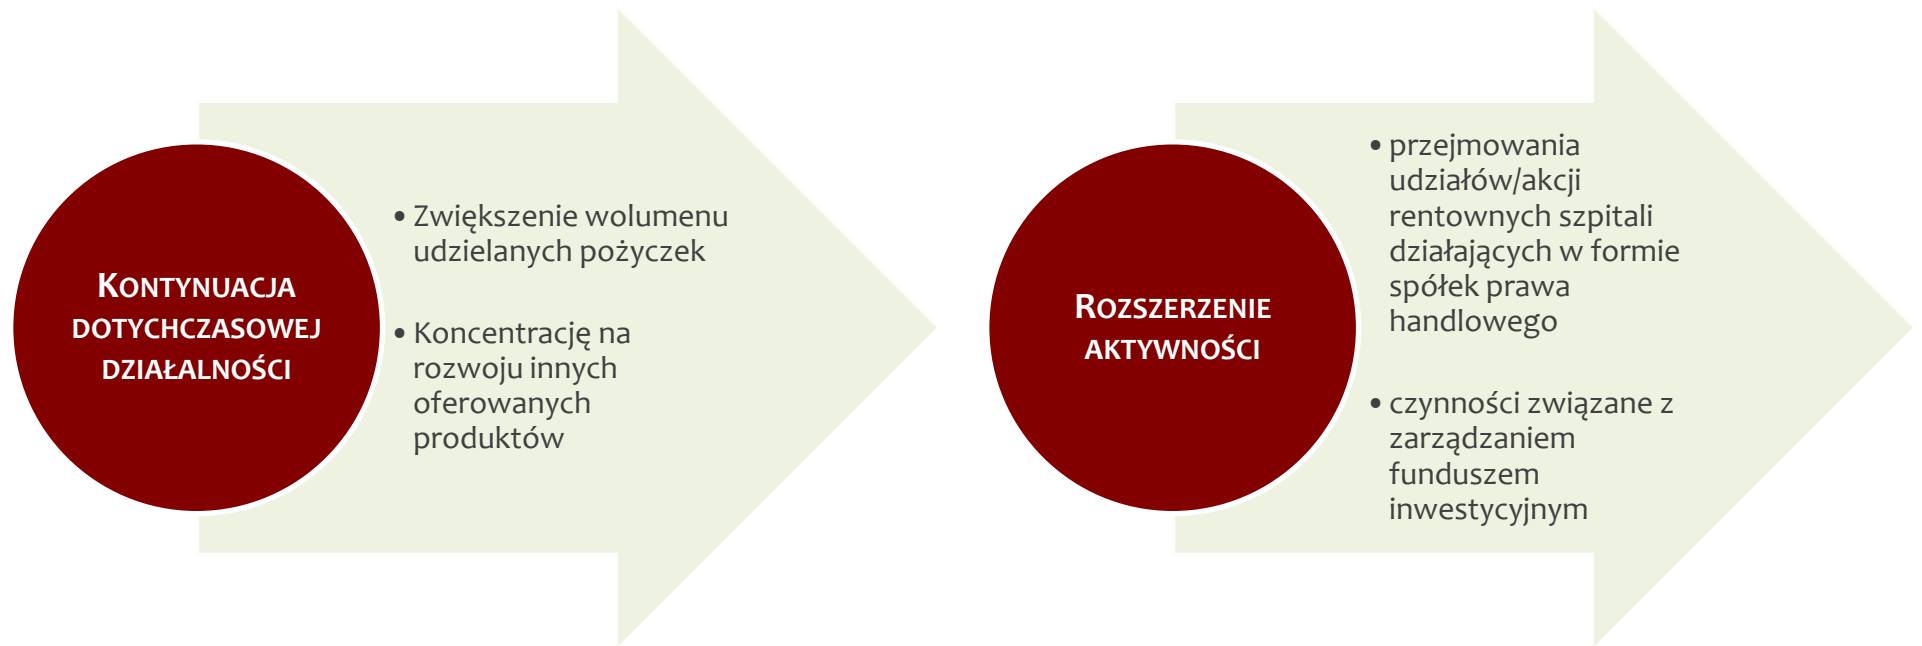 KONTYNUACJA
DOTYCHCZASOWEJ
DZIAŁALNOŚCI
• Zwiększenie wolumenu
udzielanych pożyczek
• Koncentrację na
rozwoju innych
oferowanych
produktów
ROZSZERZENIE
AKTYWNOŚCI
• przejmowania
udziałów/akcji
rentownych szpitali
działających w formie
spółek prawa
handlowego
• czynności związane z
zarządzaniem
funduszem
inwestycyjnym